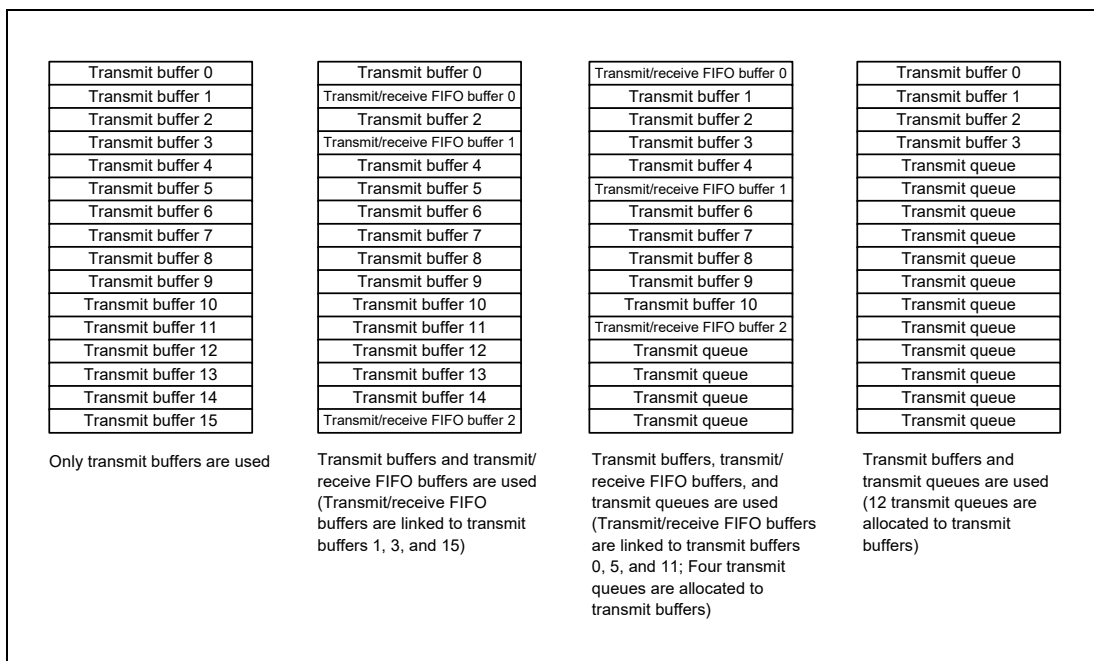 Transmit buffer 0
Transmit buffer 1
Transmit buffer 2
Transmit buffer 3
Transmit buffer 4
Transmit buffer 5
Transmit buffer 6
Transmit buffer 7
Transmit buffer 8
Transmit buffer 9
Transmit buffer 10
Transmit buffer 11
Transmit buffer 12
Transmit buffer 13
Transmit buffer 14
Transmit buffer 15
Only transmit buffers are used
Transmit buffer 0
Transmit/receive FIFO buffer 0
Transmit buffer 2
Transmit/receive FIFO buffer 1
Transmit buffer 4
Transmit buffer 5
Transmit buffer 6
Transmit buffer 7
Transmit buffer 8
Transmit buffer 9
Transmit buffer 10
Transmit buffer 11
Transmit buffer 12
Transmit buffer 13
Transmit buffer 14
Transmit/receive FIFO buffer 2
Transmit buffers and transmit/
receive FIFO buffers are used
(Transmit/receive FIFO
buffers are linked to transmit
buffers 1, 3, and 15)
Transmit/receive FIFO buffer 0
Transmit buffer 1
Transmit buffer 2
Transmit buffer 3
Transmit buffer 4
Transmit/receive FIFO buffer 1
Transmit buffer 6
Transmit buffer 7
Transmit buffer 8
Transmit buffer 9
Transmit buffer 10
Transmit/receive FIFO buffer 2
Transmit queue
Transmit queue
Transmit queue
Transmit queue
Transmit buffers, transmit/
receive FIFO buffers, and
transmit queues are used
(Transmit/receive FIFO buffers
are linked to transmit buffers
0, 5, and 11; Four transmit
queues are allocated to
transmit buffers)
Transmit buffer 0
Transmit buffer 1
Transmit buffer 2
Transmit buffer 3
Transmit queue
Transmit queue
Transmit queue
Transmit queue
Transmit queue
Transmit queue
Transmit queue
Transmit queue
Transmit queue
Transmit queue
Transmit queue
Transmit queue
Transmit buffers and
transmit queues are used
(12 transmit queues are
allocated to transmit
buffers)